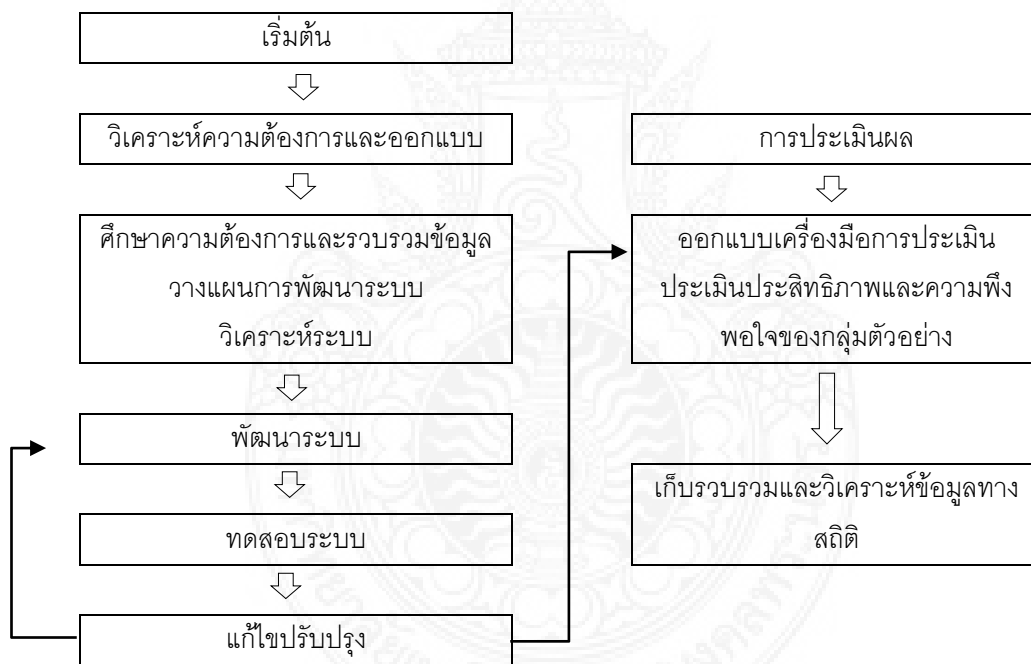 เริ่มต้น
วิเคราะห์ความต้องการและออกแบบ
ศึกษาความต้องการและรวบรวมข้อมูล
วางแผนการพัฒนาระบบ
วิเคราะห์ระบบ
พัฒนาระบบ
ทดสอบระบบ
แก้ไขปรับปรุง
การประเมินผล
ออกแบบเครื่องมือการประเมิน
ประเมินประสิทธิภาพและความพึง
พอใจของกลุ่มตัวอย่าง
เก็บรวบรวมและวิเคราะห์ข้อมูลทาง
สถิติ